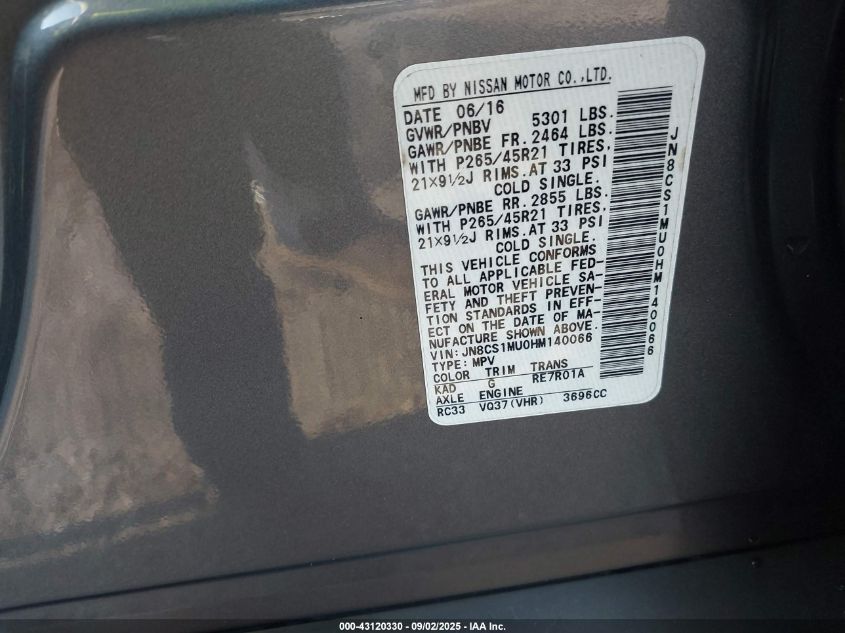 MFD BY NISSAN MOTOR CO.,LTD.
DATE 06/16
GVWR/PNBV 5301 LBS.
GAWR/PNBE FR. 2464 LBS.
WITH P265/45R21 TIRES.
21X9½J RIMS.AT 33 PSI
COLD SINGLE.
GAWR/PNBE RR. 2855 LBS.
WITH P265/45R21 TIRES.
21X9½J RIMS.AT 33 PSI
COLD SINGLE.
THIS VEHICLE CONFORMS
TO ALL APPLICABLE FED-
ERAL MOTOR VEHICLE SA-
FETY AND THEFT PREVEN-
TION STANDARDS IN EFF-
ECT ON THE DATE OF MA-
NUFACTURE SHOWN ABOVE.
VIN: JN8CS1MU0HM140066
TYPE: MPV
COLOR TRIM TRANS
KAD G RE7R01A
AXLE ENGINE
RC33 VQ37(VHR) 3696CC
JN8CS1MU0HM140066
000-43120330 - 09/02/2025 - IAA Inc.